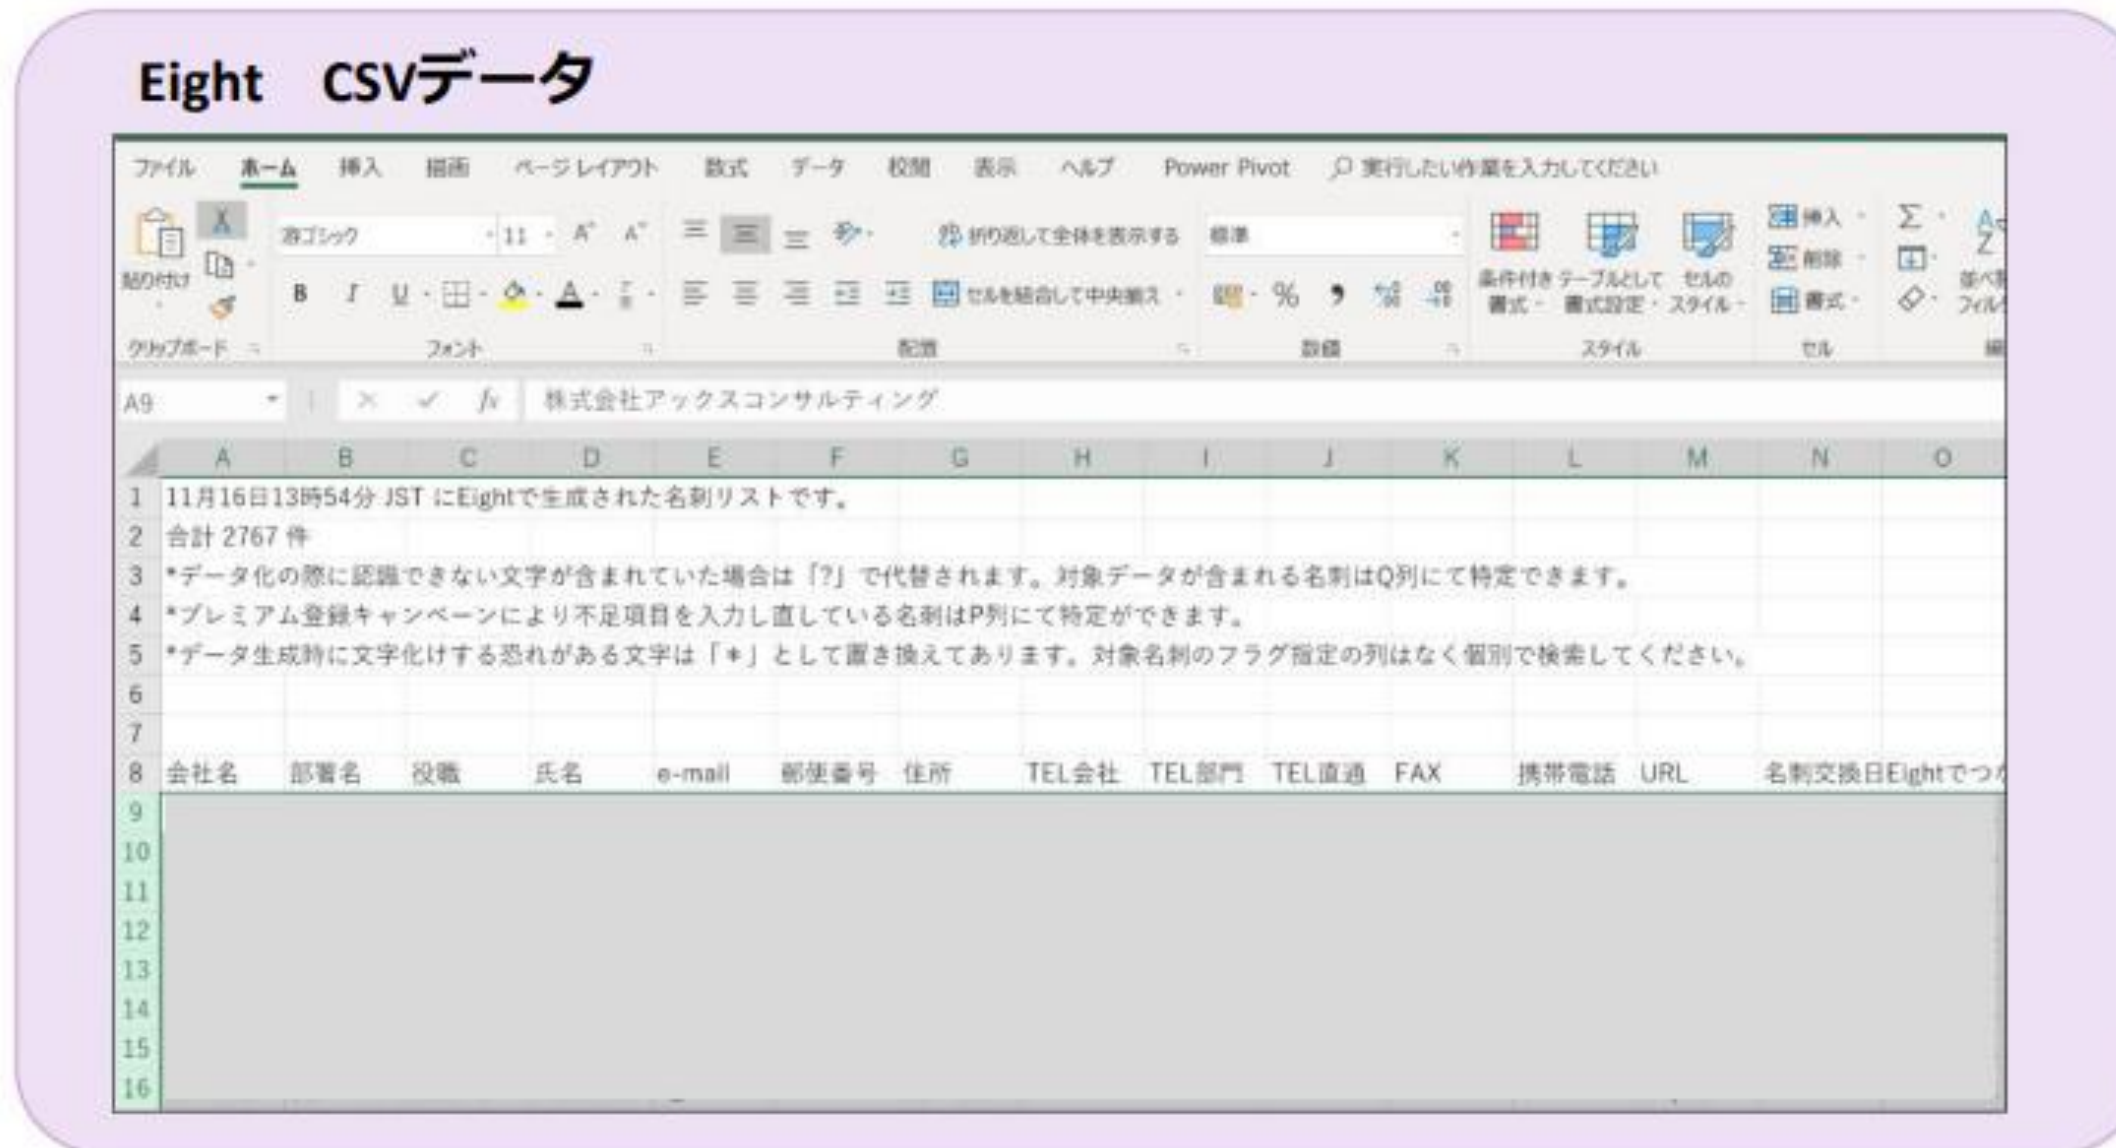 Eight CSVデータ
ファイル ホーム 挿入 描画 ページ レイアウト 数式 データ 校閲 表示 ヘルプ Power Pivot 実行したい作業を入力してください
貼り付け
游ゴシック 11
折り返して全体を表示する
標準
B I U
セルを結合して中央揃え
% 
条件付き書式
テーブルとして書式設定
セルのスタイル
挿入
削除
書式
クリップボード フォント 配置 数値 スタイル セル
A9 fx 株式会社アックスコンサルティング
A B C D E F G H I J K L M N O
1 11月16日13時54分 JST にEightで生成された名刺リストです。
2 合計 2767 件
3 *データ化の際に認識できない文字が含まれていた場合は「?」で代替されます。対象データが含まれる名刺はQ列にて特定できます。
4 *プレミアム登録キャンペーンにより不足項目を入力し直している名刺はP列にて特定ができます。
5 *データ生成時に文字化けする恐れがある文字は「*」として置き換えてあります。対象名刺のフラグ指定の列はなく個別で検索してください。
6
7
8 会社名 部署名 役職 氏名 e-mail 郵便番号 住所 TEL会社 TEL部門 TEL直通 FAX 携帯電話 URL 名刺交換日 Eightでつな
9
10
11
12
13
14
15
16